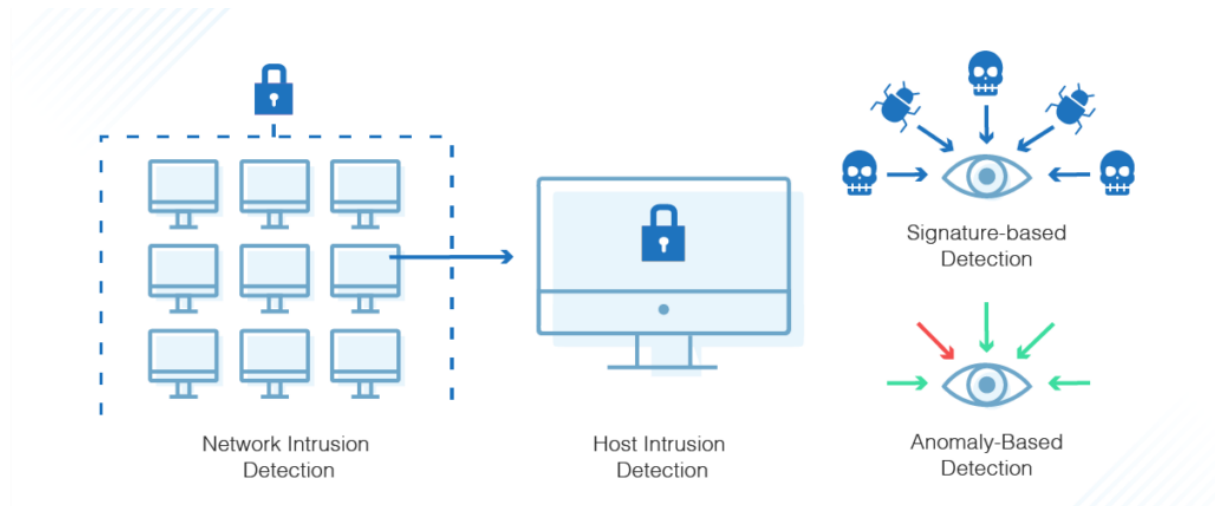 Network Intrusion
Detection
Host Intrusion
Detection
Signature-based
Detection
Anomaly-Based
Detection